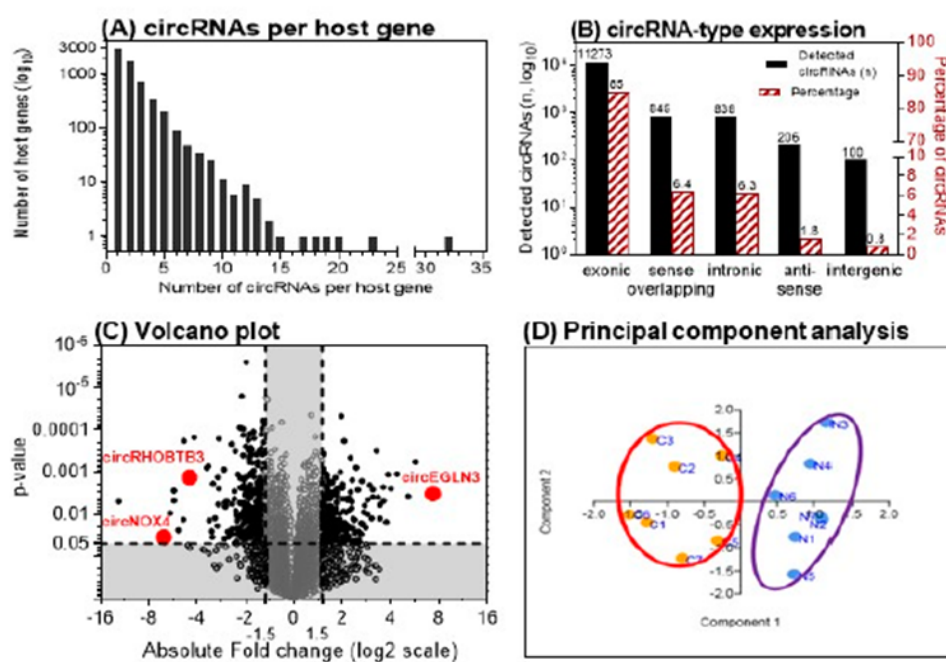 (A) circRNAs per host gene
Number of host genes (log10)
3000
1000
100
10
1
0 5 10 15 20 25 30 35
Number of circRNAs per host gene
(B) circRNA-type expression
Detected circRNAs (n, log10)
10³
10²
10¹
10⁰
11273
85
846
6.4
838
6.3
206
1.8
100
0.8
Detected
circRNAs (n)
Percentage
100
90
80
70
10
8
6
4
2
0
Percentage of circRNAs
exonic sense intronic anti- intergenic
overlapping sense
(C) Volcano plot
p-value
10-5
0.0001
0.001
0.01
0.05
circRHOBTB3
circEGLN3
circNOX4
-16 -8 -4 -2 0 2 4 8 16
-1.5 1.5
Absolute Fold change (log2 scale)
(D) Principal component analysis
Component 2
2.0
1.5
1.0
0.5
-0.5
-1.0
-1.5
-2.0
-2.0 -1.0 -0.5 0.5 2.0
C3
C2
C1
N3
N4
N6
N2
N1
N5
Component 1